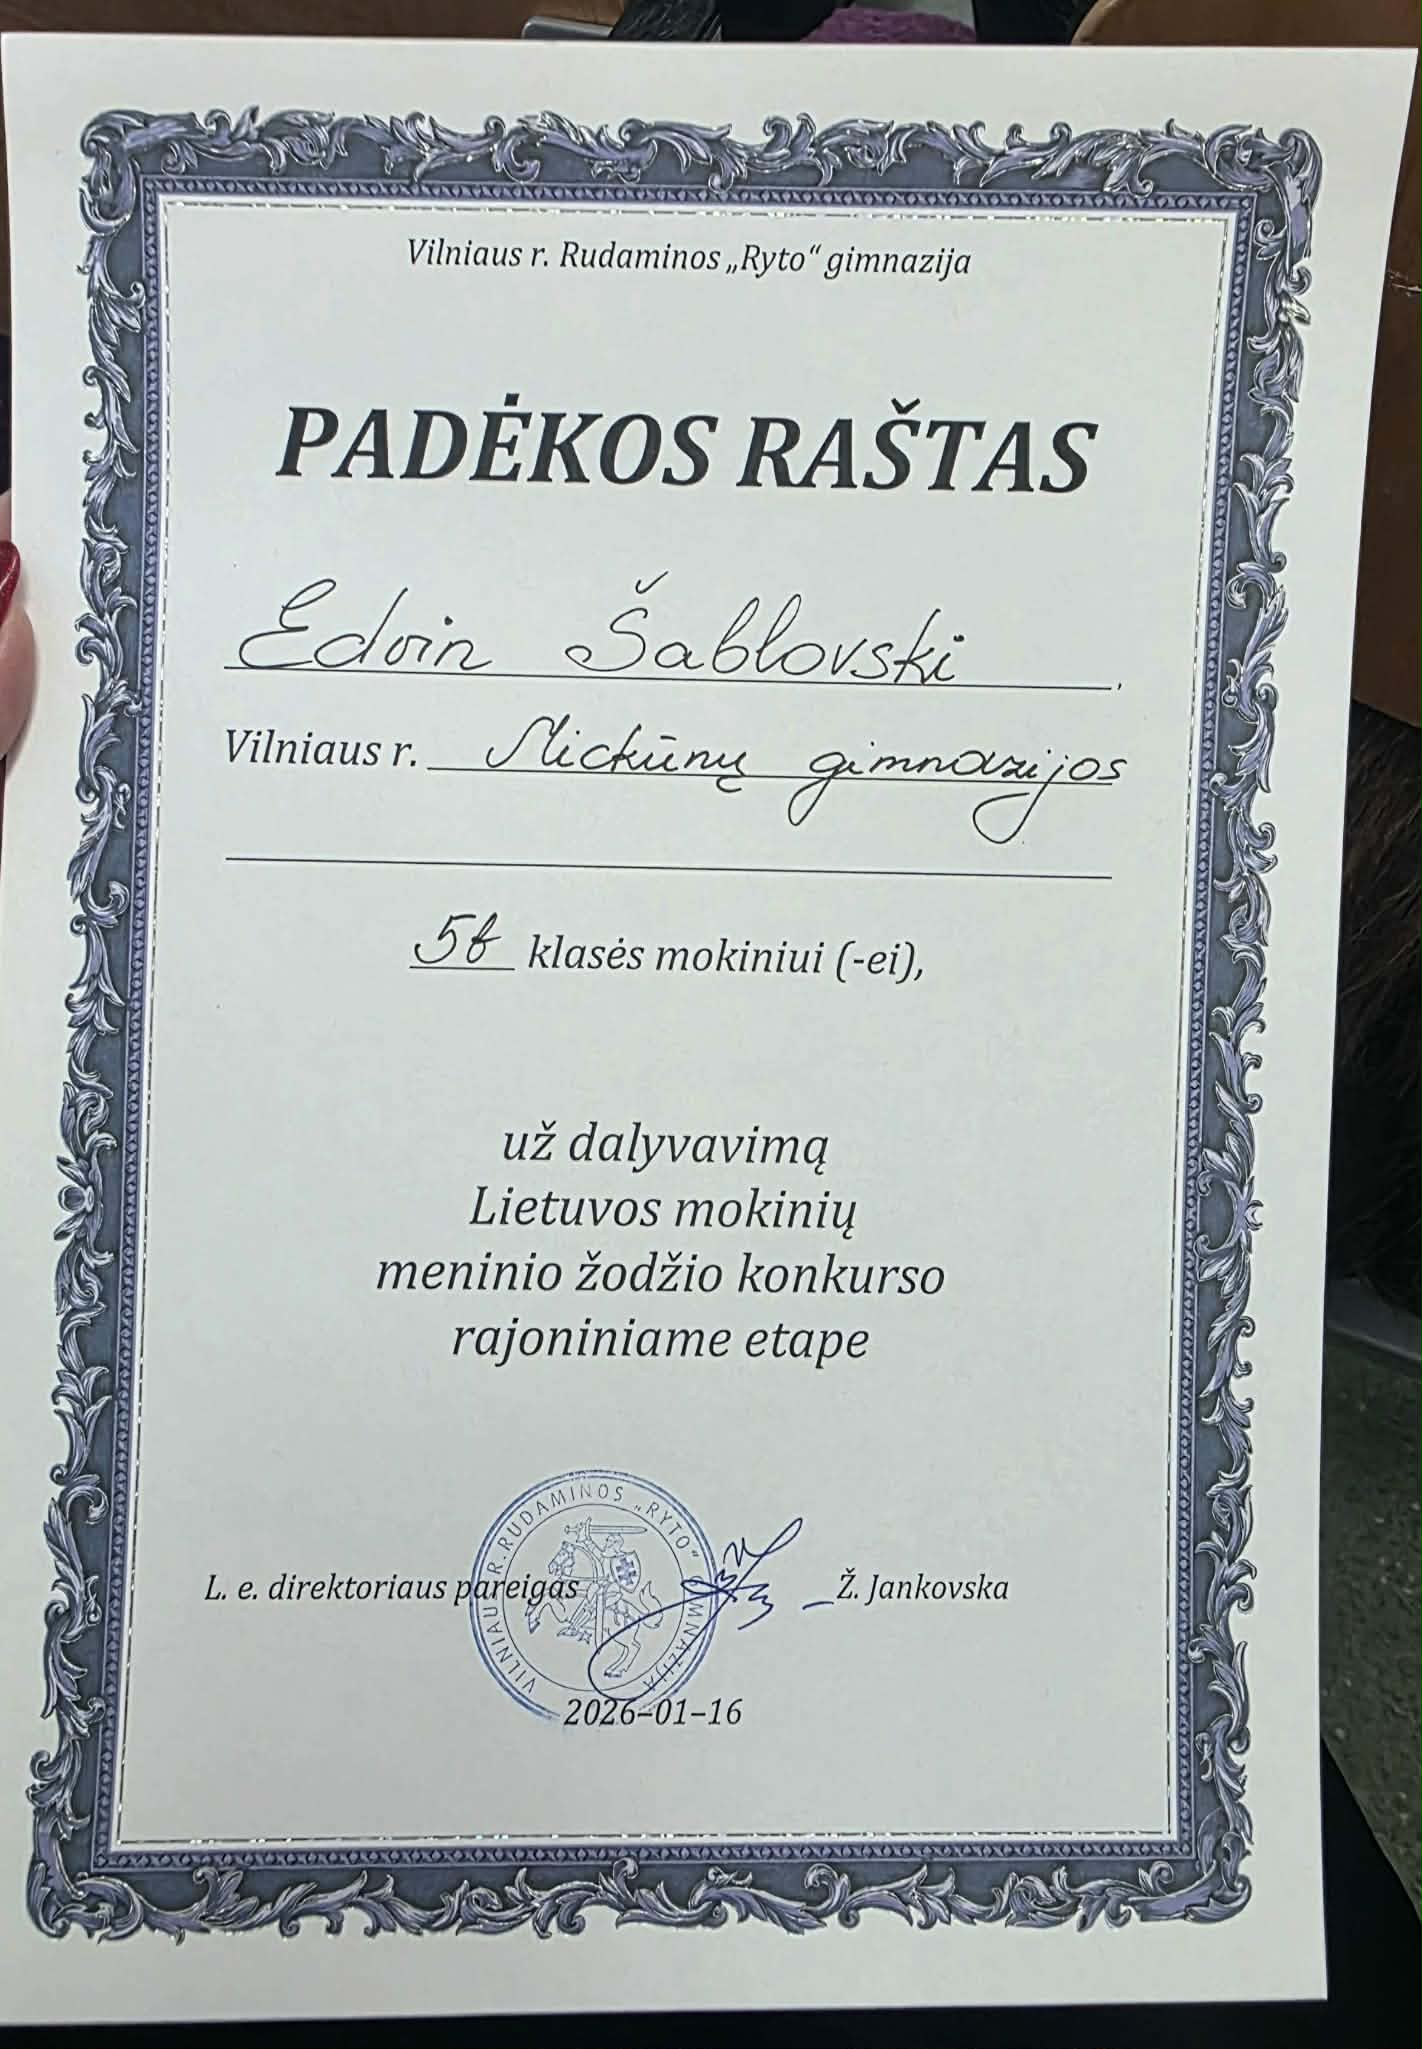 Vilniaus r. Rudaminos „Ryto“ gimnazija
PADĖKOS RAŠTAS
Edvin Šablovski,
Vilniaus r. Mickūnų gimnazijos
5b klasės mokiniui (-ei),
už dalyvavimą
Lietuvos mokinių
meninio žodžio konkurso
rajoniniame etape
VILNIAUS R. RUDAMINOS „RYTO“ GIMNAZIJA
L. e. direktoriaus pareigas Ž. Jankovska
2026–01–16